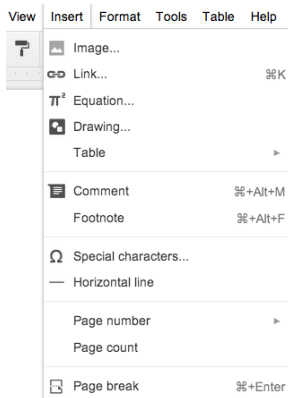 View Insert Format Tools Table Help
Image...
Link... ⌘K
π² Equation...
Drawing...
Table ►
Comment ⌘+Alt+M
Footnote ⌘+Alt+F
Ω Special characters...
Horizontal line
Page number ►
Page count
Page break ⌘+Enter